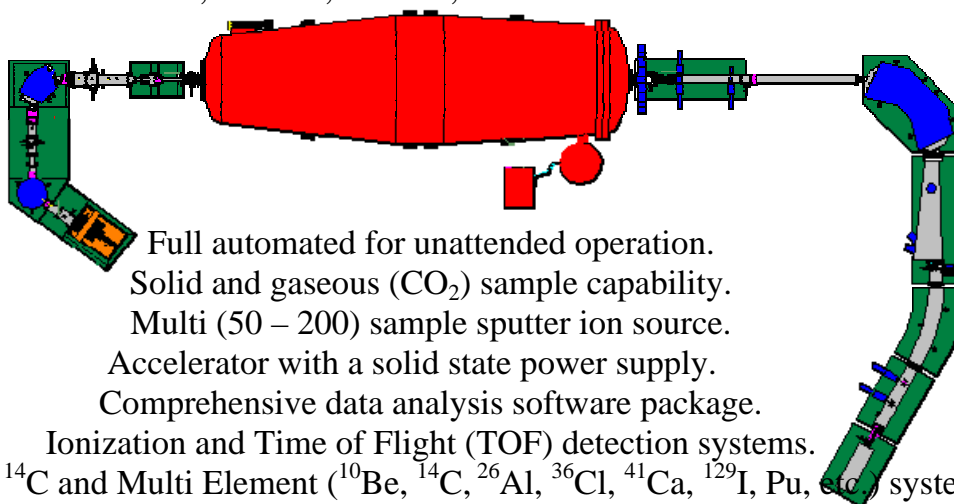 Full automated for unattended operation.
Solid and gaseous (CO₂) sample capability.
Multi (50 – 200) sample sputter ion source.
Accelerator with a solid state power supply.
Comprehensive data analysis software package.
Ionization and Time of Flight (TOF) detection systems.
¹⁴C and Multi Element (¹⁰Be, ¹⁴C, ²⁶Al, ³⁶Cl, ⁴¹Ca, ¹²⁹I, Pu, etc.) syste